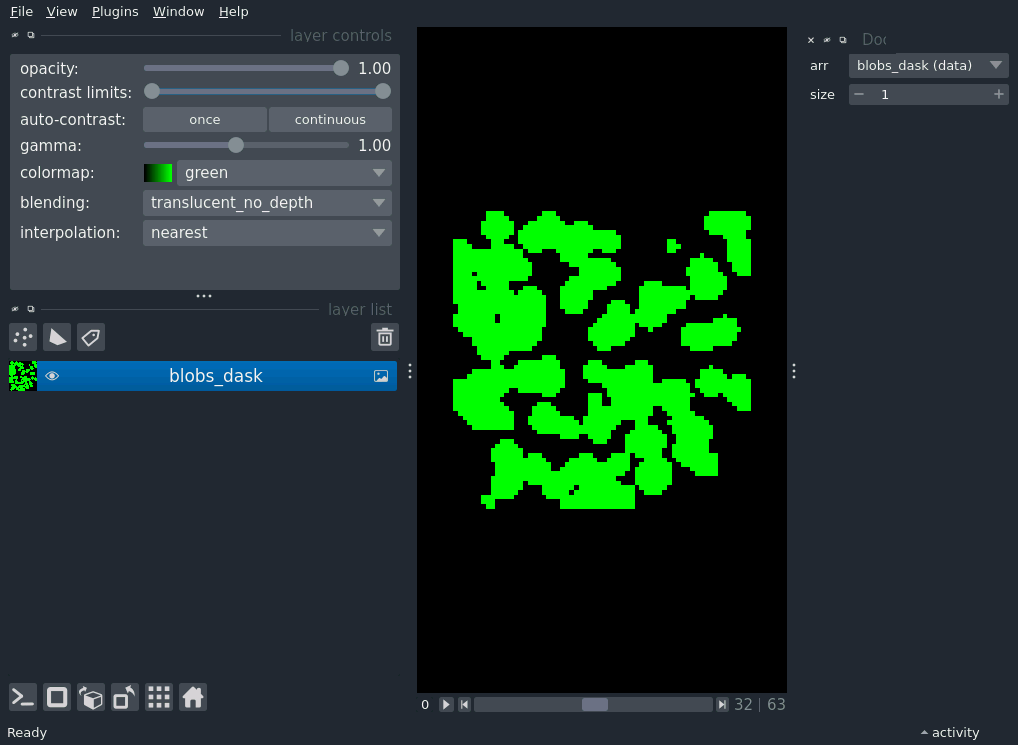 File View Plugins Window Help
layer controls
opacity: 1.00
contrast limits:
auto-contrast: once continuous
gamma: 1.00
colormap: green
blending: translucent_no_depth
interpolation: nearest
layer list
blobs_dask
arr blobs_dask (data)
size 1
0 32 | 63
Ready
activity